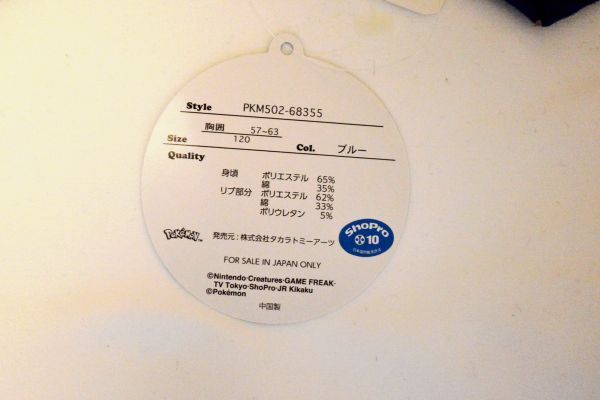 Style PKM502-68355
胸囲 57~63
Size 120 Col. ブルー
Quality
身頃 ポリエステル 65%
綿 35%
リブ部分 ポリエステル 62%
綿 33%
ポリウレタン 5%
POKÉMON™ 発売元:株式会社タカラトミーアーツ
ShoPro
10
FOR SALE IN JAPAN ONLY
©Nintendo·Creatures·GAME FREAK·
TV Tokyo·ShoPro·JR Kikaku
©Pokémon
中国製